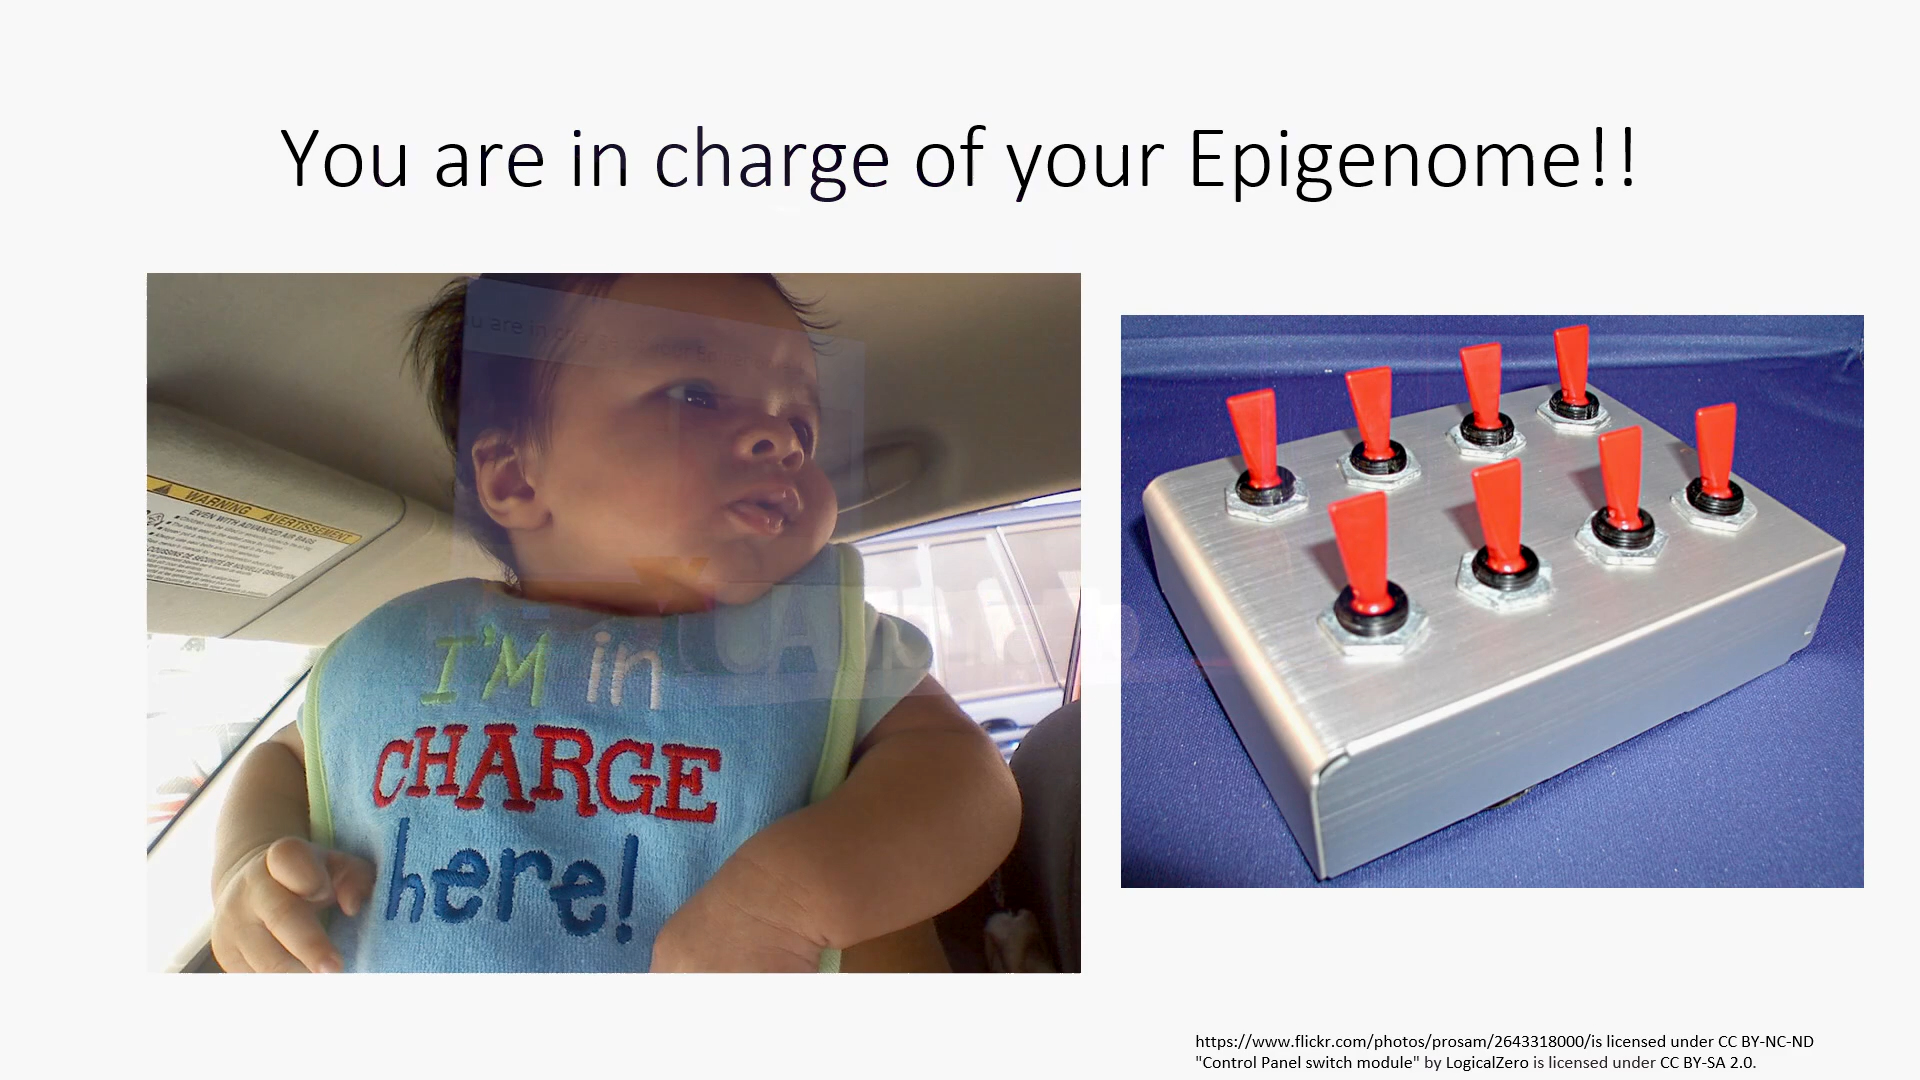 You are in charge of your Epigenome!!
WARNING AVERTISSEMENT
EVEN WITH ADVANCED AIR BAGS
I'M in
CHARGE
here!
https://www.flickr.com/photos/prosam/2643318000/is licensed under CC BY-NC-ND
"Control Panel switch module" by LogicalZero is licensed under CC BY-SA 2.0.